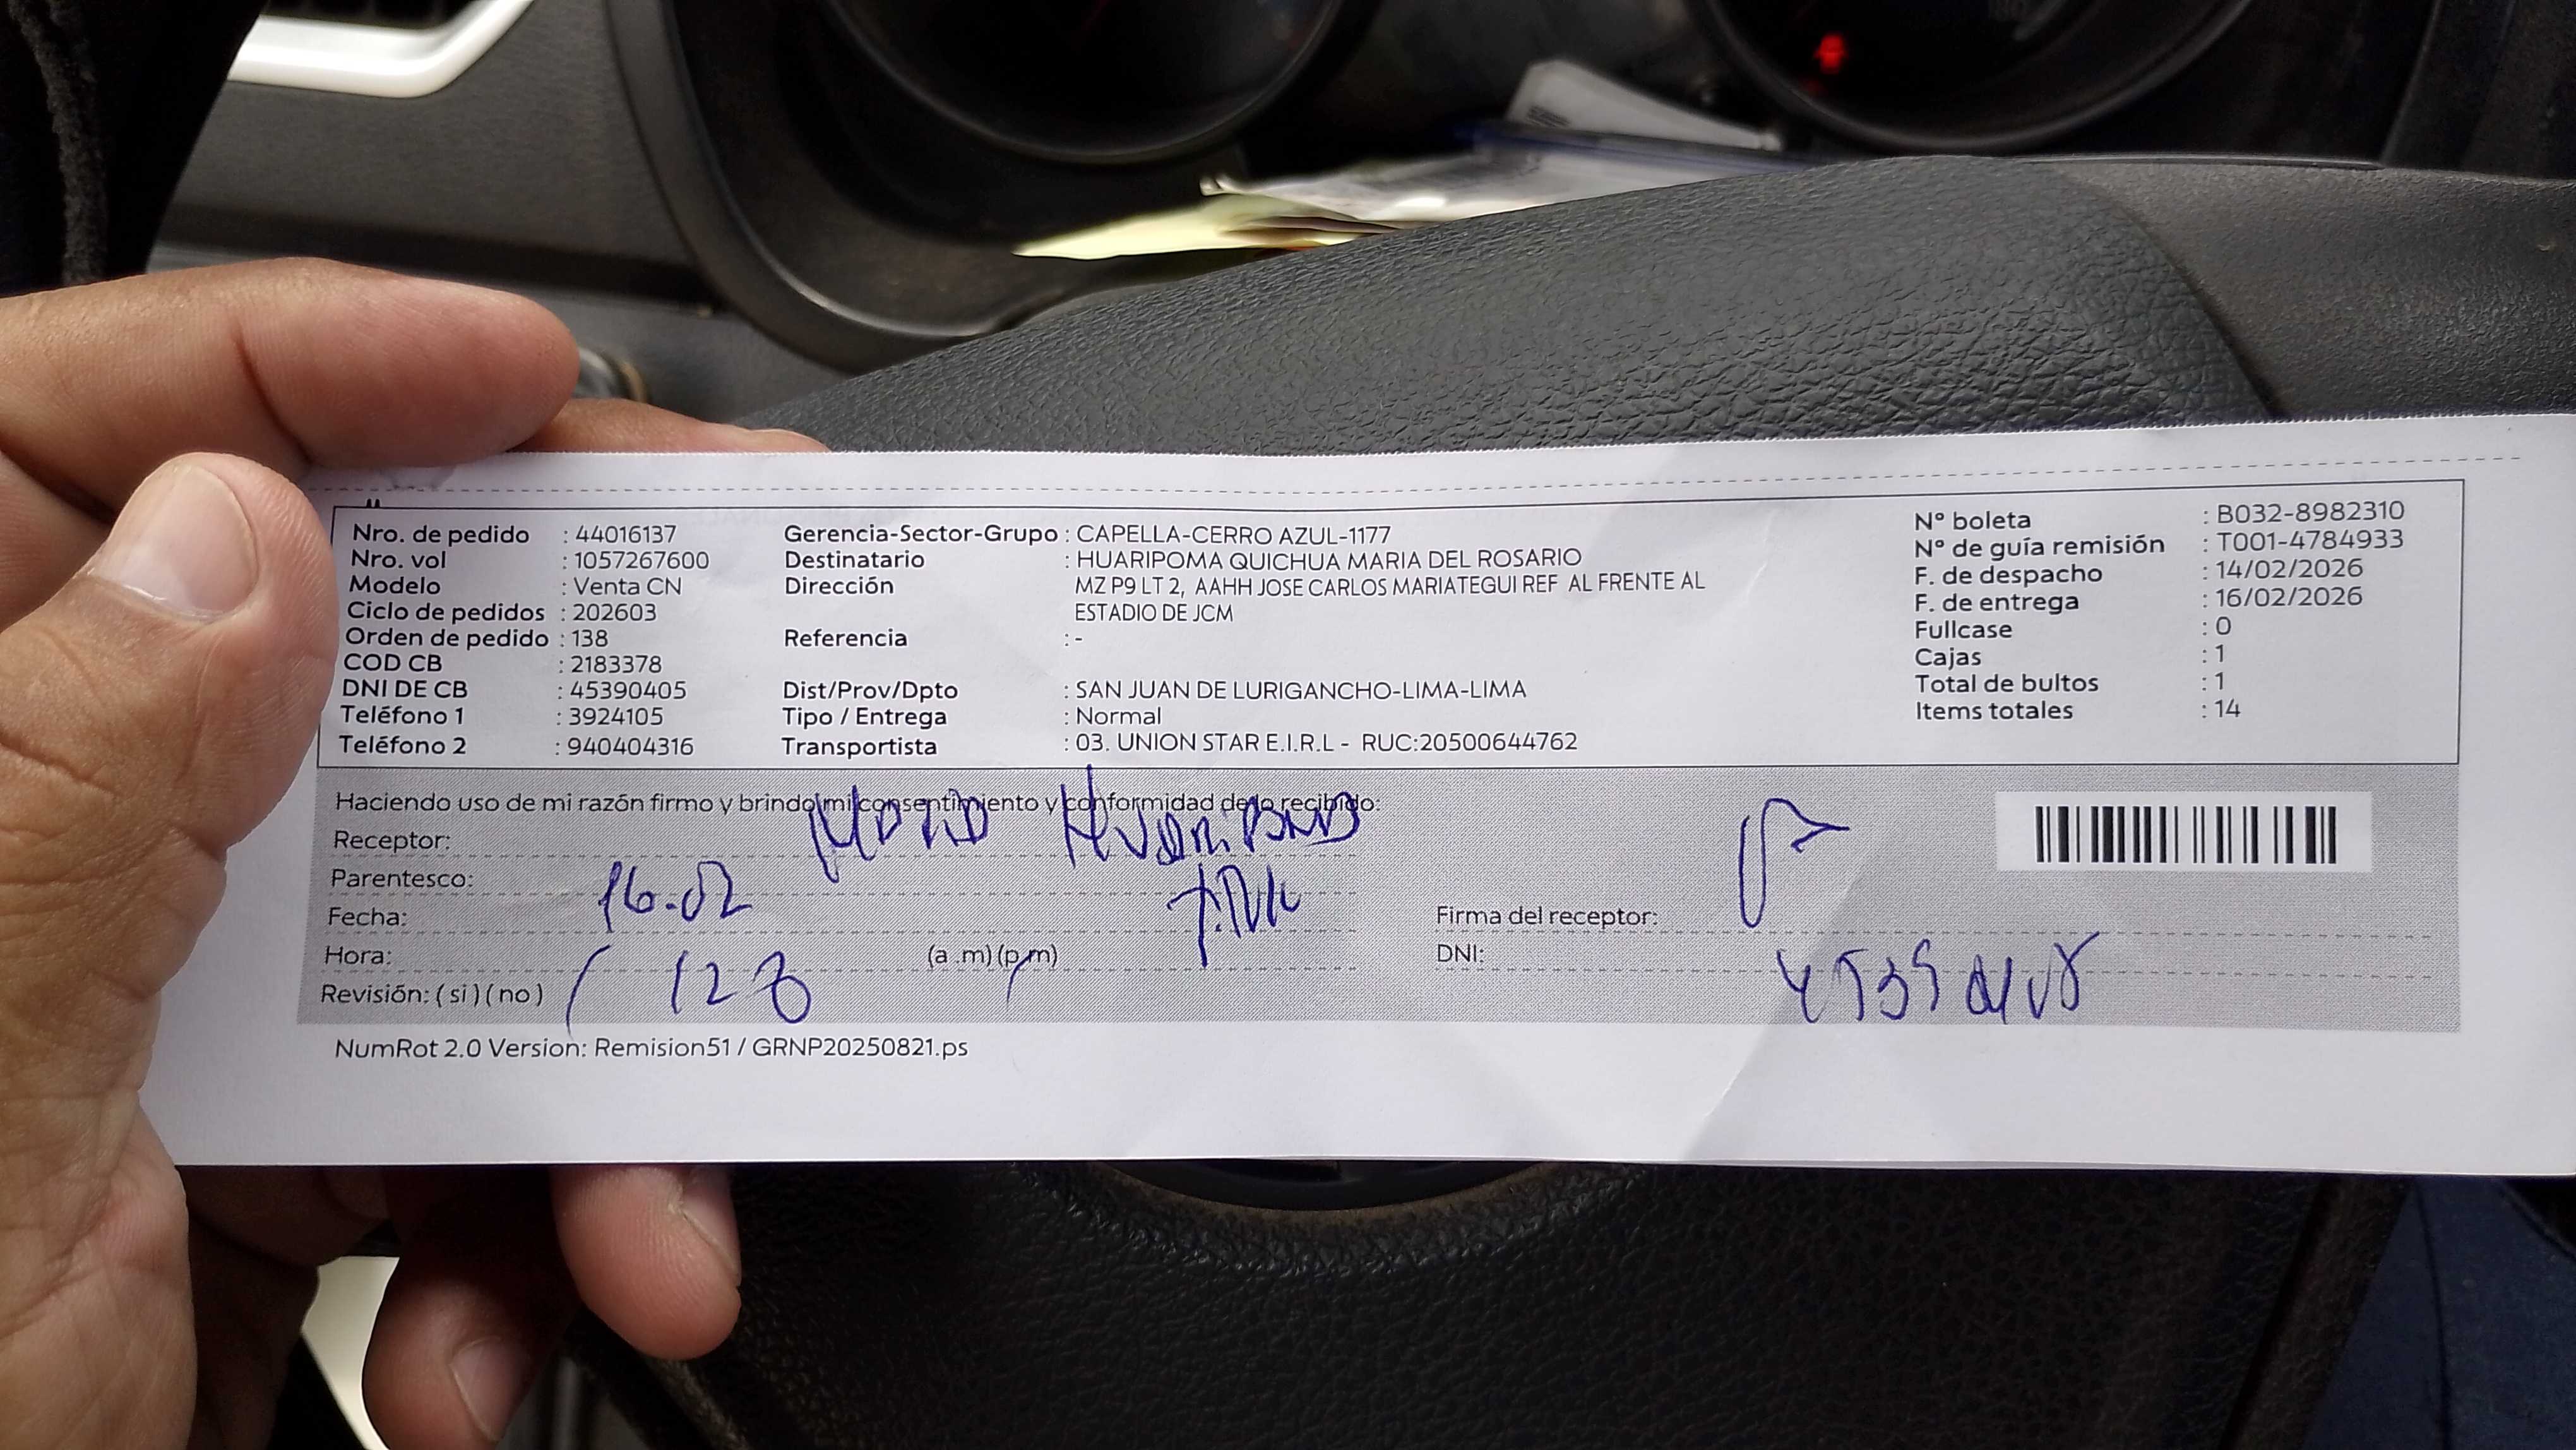 Nro. de pedido : 44016137 Gerencia-Sector-Grupo : CAPELLA-CERRO AZUL-1177 N° boleta : B032-8982310
Nro. vol : 1057267600 Destinatario : HUARIPOMA QUICHUA MARIA DEL ROSARIO N° de guía remisión : T001-4784933
Modelo : Venta CN Dirección MZ P9 LT 2, AAHH JOSE CARLOS MARIATEGUI REF AL FRENTE AL F. de despacho : 14/02/2026
Ciclo de pedidos : 202603 ESTADIO DE JCM F. de entrega : 16/02/2026
Orden de pedido : 138 Referencia : - Fullcase : 0
COD CB : 2183378 Cajas : 1
DNI DE CB : 45390405 Dist/Prov/Dpto : SAN JUAN DE LURIGANCHO-LIMA-LIMA Total de bultos : 1
Teléfono 1 : 3924105 Tipo / Entrega : Normal Items totales : 14
Teléfono 2 : 940404316 Transportista : 03. UNION STAR E.I.R.L - RUC:20500644762
Haciendo uso de mi razón firmo y brindo mi consentimiento y conformidad de lo recibido:
Receptor:
Parentesco:
Fecha: 16.02 Firma del receptor:
Hora: (a .m) (p.m) DNI:
Revisión: ( si ) ( no )
NumRot 2.0 Version: Remision51 / GRNP20250821.ps